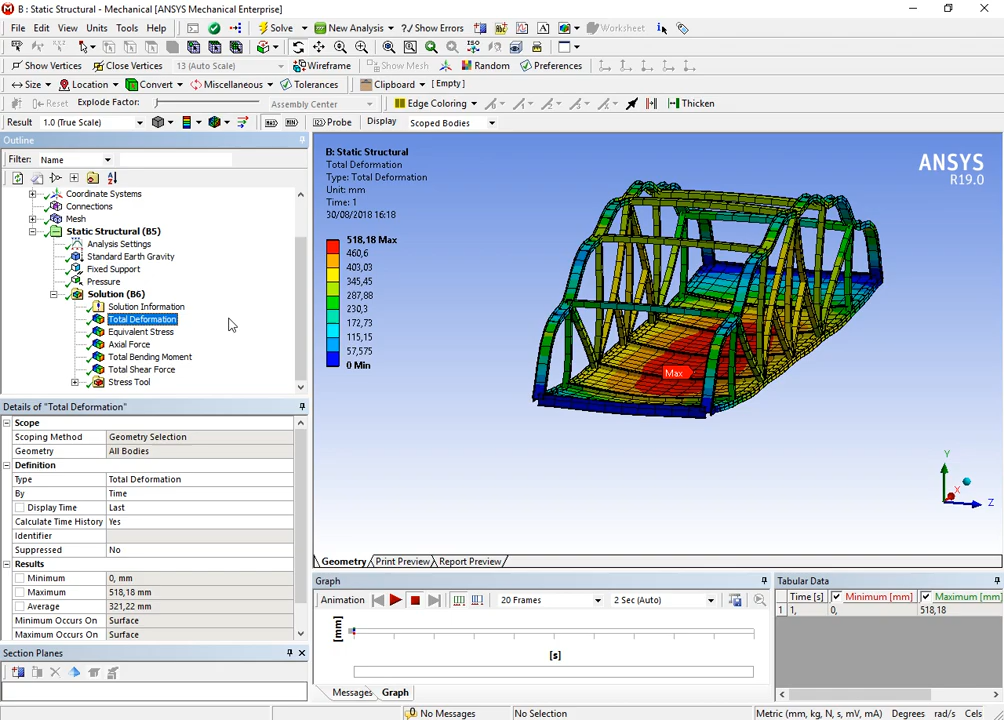 B : Static Structural - Mechanical [ANSYS Mechanical Enterprise]
File Edit View Units Tools Help Solve New Analysis ?/ Show Errors Worksheet
Show Vertices Close Vertices 13 (Auto Scale) Wireframe Show Mesh Random Preferences
Size Location Convert Miscellaneous Tolerances Clipboard [ Empty ]
Reset Explode Factor: Assembly Center Edge Coloring Thicken
Result 1.0 (True Scale) Probe Display Scoped Bodies
Outline
Filter: Name
Coordinate Systems
Connections
Mesh
Static Structural (B5)
Analysis Settings
Standard Earth Gravity
Fixed Support
Pressure
Solution (B6)
Solution Information
Total Deformation
Equivalent Stress
Axial Force
Total Bending Moment
Total Shear Force
Stress Tool
Details of "Total Deformation"
Scope
Scoping Method Geometry Selection
Geometry All Bodies
Definition
Type Total Deformation
By Time
Display Time Last
Calculate Time History Yes
Identifier
Suppressed No
Results
Minimum 0, mm
Maximum 518,18 mm
Average 321,22 mm
Minimum Occurs On Surface
Maximum Occurs On Surface
Section Planes
B: Static Structural
Total Deformation
Type: Total Deformation
Unit: mm
Time: 1
30/08/2018 16:18
518,18 Max
460,6
403,03
345,45
287,88
230,3
172,73
115,15
57,575
0 Min
ANSYS
R19.0
Max
Y
X
Z
Geometry Print Preview Report Preview
Graph
Animation 20 Frames 2 Sec (Auto)
[mm]
[s]
Messages Graph
Tabular Data
Time [s] Minimum [mm] Maximum [mm]
1 1, 0, 518,18
No Messages No Selection Metric (mm, kg, N, s, mV, mA) Degrees rad/s Cels